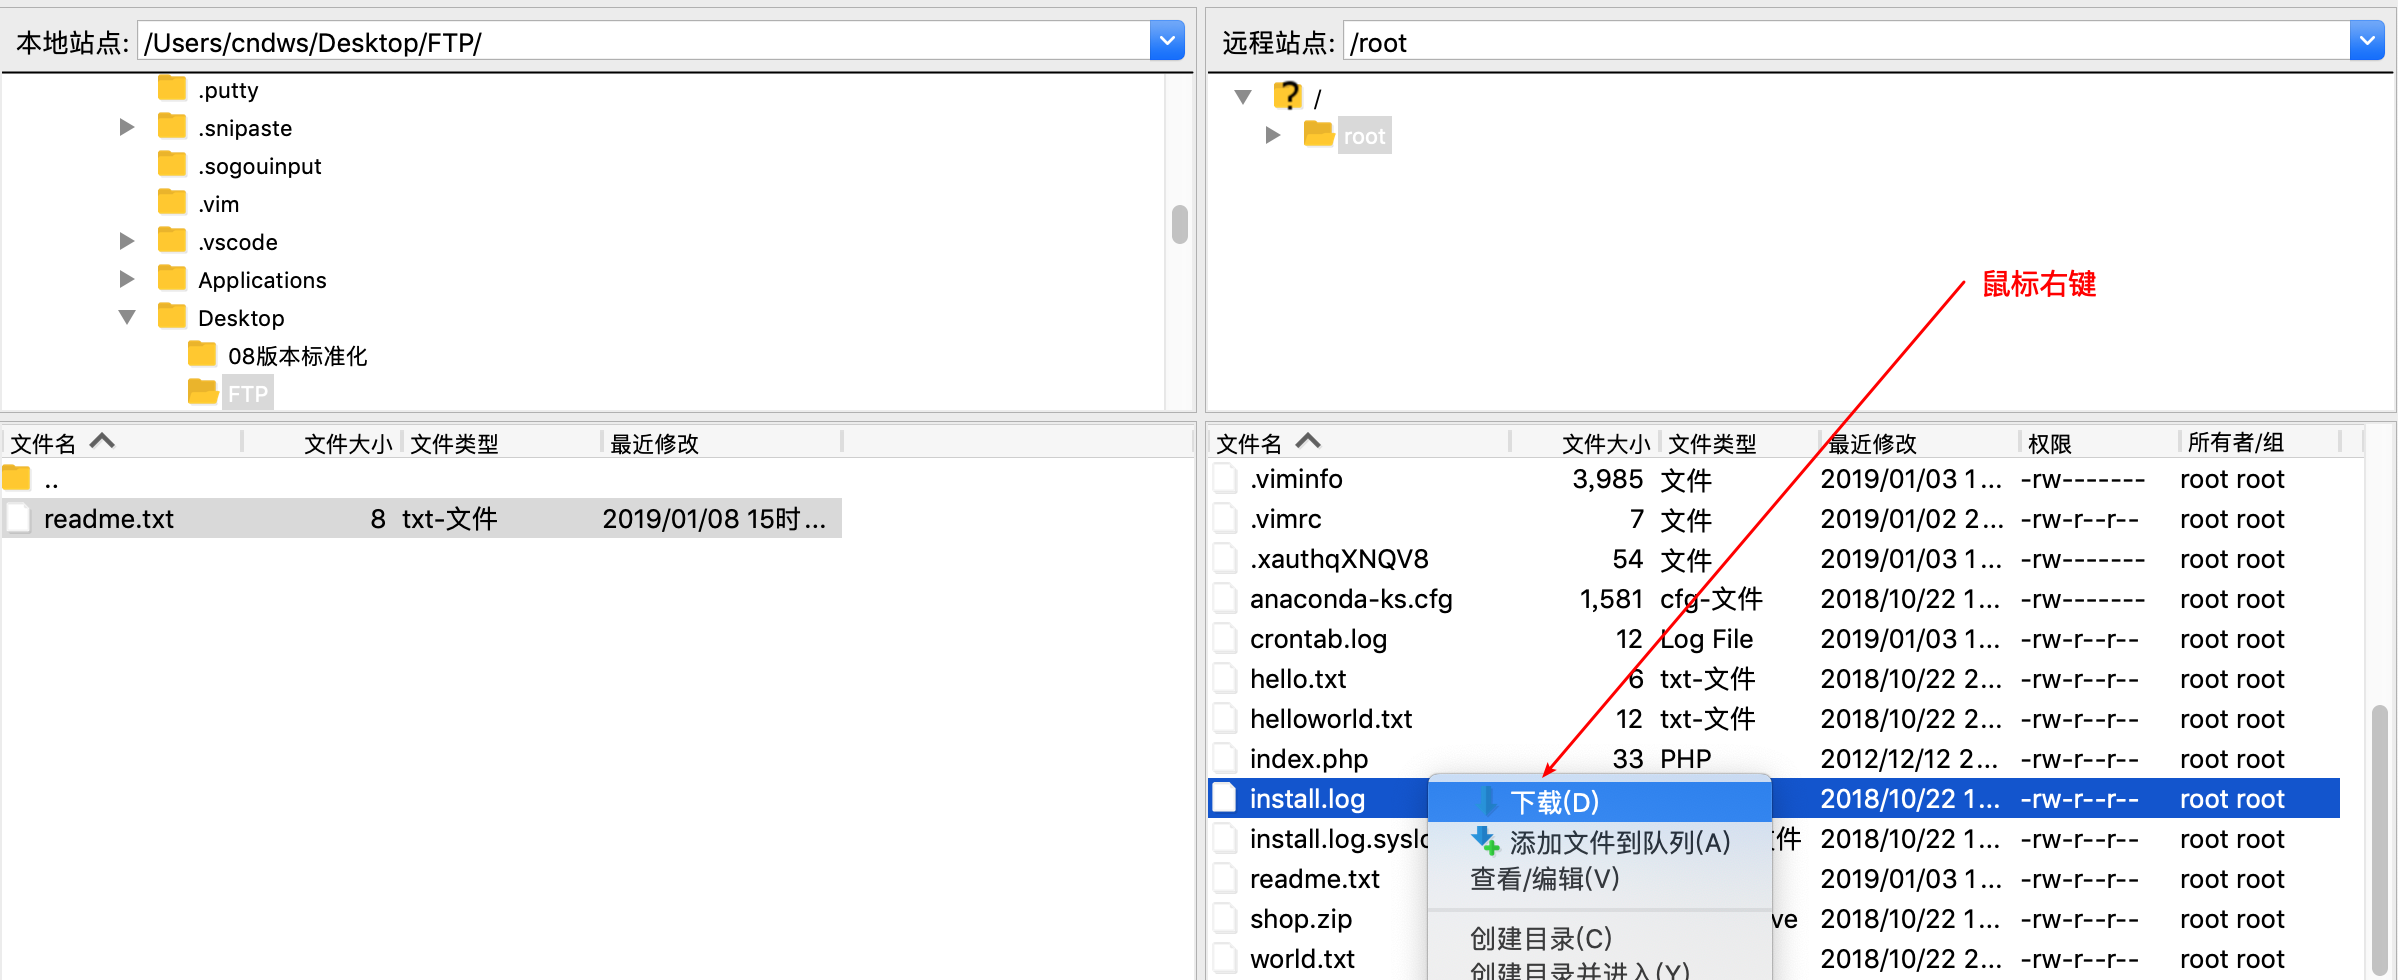 本地站点: /Users/cndws/Desktop/FTP/
.putty
.snipaste
.sogouinput
.vim
.vscode
Applications
Desktop
08版本标准化
FTP
文件名 文件大小 文件类型 最近修改
..
readme.txt 8 txt-文件 2019/01/08 15时...
远程站点: /root
/
root
鼠标右键
文件名 文件大小 文件类型 最近修改 权限 所有者/组
.viminfo 3,985 文件 2019/01/03 1... -rw------- root root
.vimrc 7 文件 2019/01/02 2... -rw-r--r-- root root
.xauthqXNQV8 54 文件 2019/01/03 1... -rw------- root root
anaconda-ks.cfg 1,581 cfg-文件 2018/10/22 1... -rw------- root root
crontab.log 12 Log File 2019/01/03 1... -rw-r--r-- root root
hello.txt 6 txt-文件 2018/10/22 2... -rw-r--r-- root root
helloworld.txt 12 txt-文件 2018/10/22 2... -rw-r--r-- root root
index.php 33 PHP 2012/12/12 2... -rw-r--r-- root root
install.log 2018/10/22 1... -rw-r--r-- root root
install.log.syslo 件 2018/10/22 1... -rw-r--r-- root root
readme.txt 2019/01/03 1... -rw-r--r-- root root
shop.zip ve 2018/10/22 1... -rw-r--r-- root root
world.txt 2018/10/22 2... -rw-r--r-- root root
下载(D)
添加文件到队列(A)
查看/编辑(V)
创建目录(C)
创建目录并进入(Y)